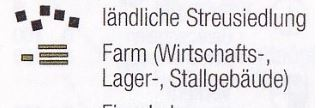 ländliche Streusiedlung
Farm (Wirtschafts-,
Lager-, Stallgebäude)